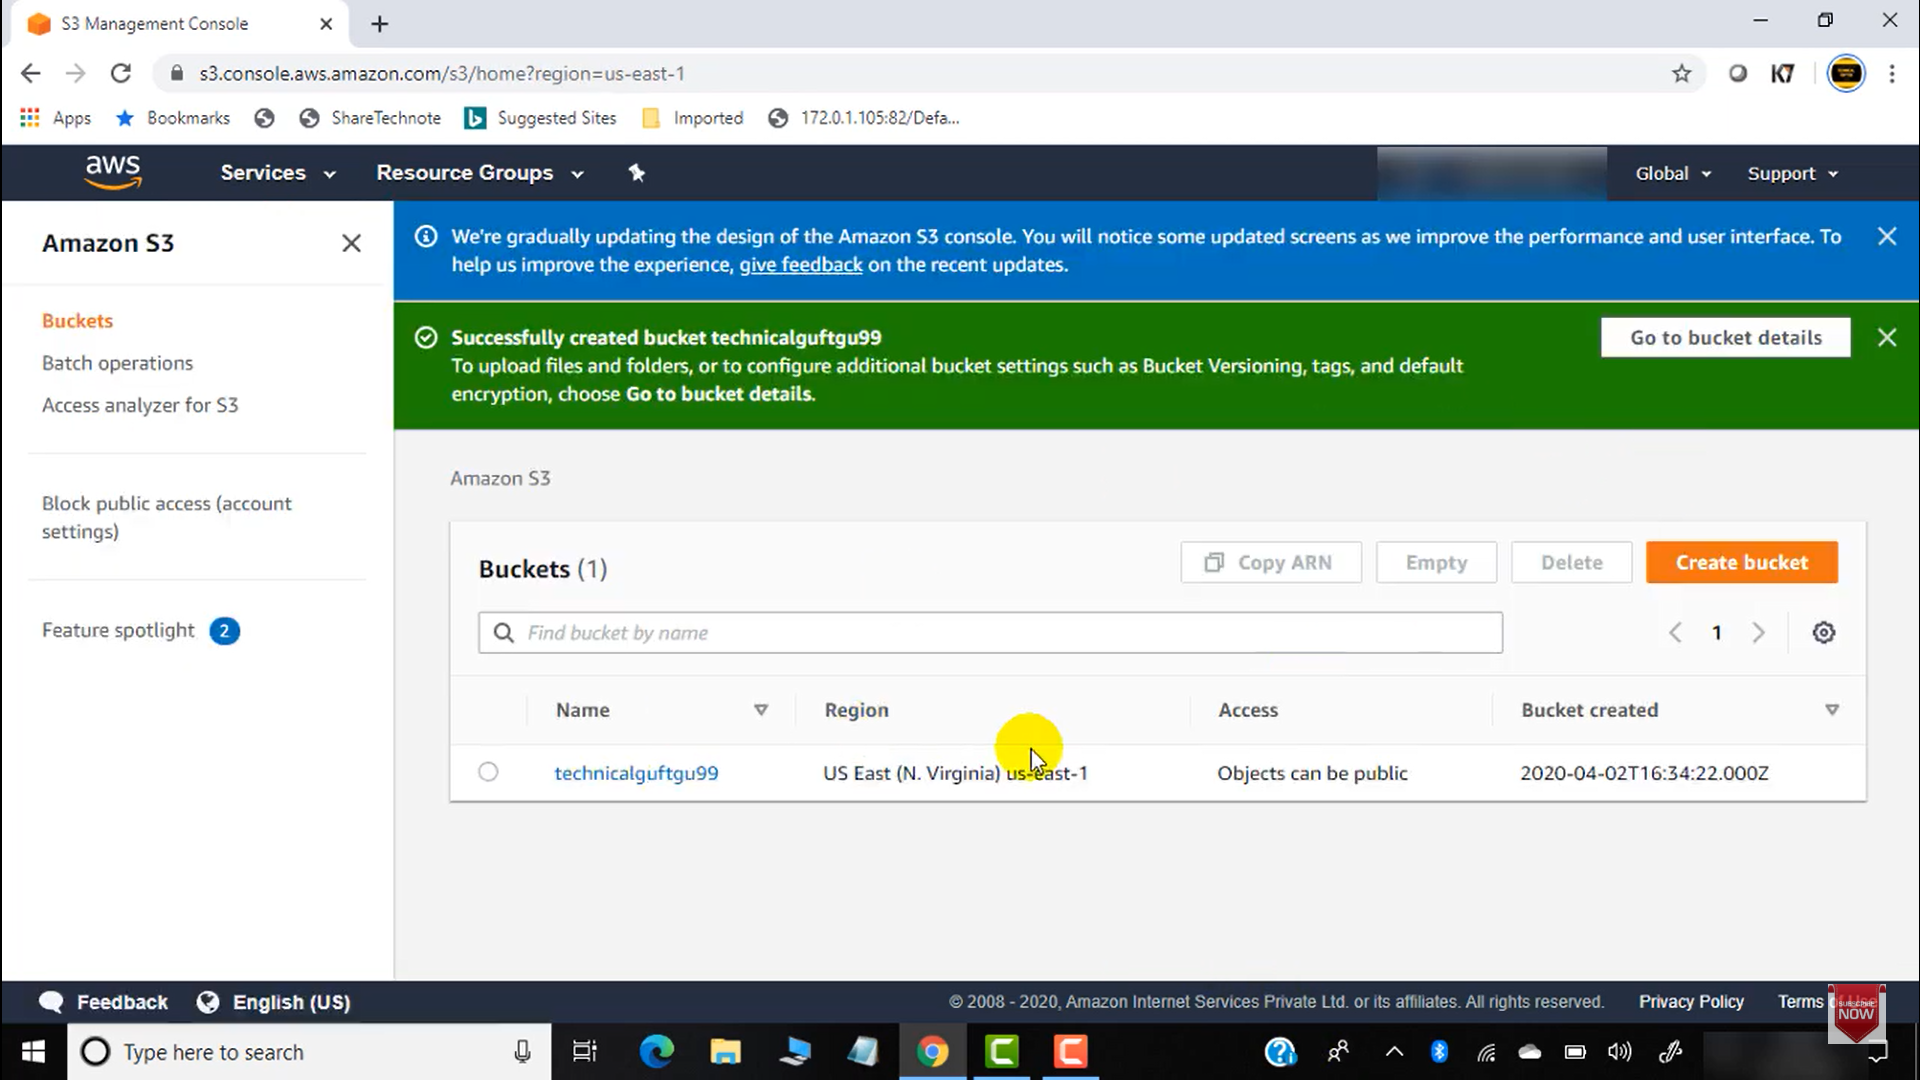 S3 Management Console
s3.console.aws.amazon.com/s3/home?region=us-east-1
K7
Apps
Bookmarks
ShareTechnote
Suggested Sites
Imported
172.0.1.105:82/Defa...
aws
Services
Resource Groups
Global
Support
Amazon S3
Buckets
Batch operations
Access analyzer for S3
Block public access (account
settings)
Feature spotlight 2
We're gradually updating the design of the Amazon S3 console. You will notice some updated screens as we improve the performance and user interface. To
help us improve the experience, give feedback on the recent updates.
Successfully created bucket technicalguftgu99
To upload files and folders, or to configure additional bucket settings such as Bucket Versioning, tags, and default
encryption, choose Go to bucket details.
Go to bucket details
Amazon S3
Buckets (1)
Copy ARN
Empty
Delete
Create bucket
Find bucket by name
1
Name
Region
Access
Bucket created
technicalguftgu99
US East (N. Virginia) us-east-1
Objects can be public
2020-04-02T16:34:22.000Z
Feedback
English (US)
© 2008 - 2020, Amazon Internet Services Private Ltd. or its affiliates. All rights reserved.
Privacy Policy
Terms of Use
SUBSCRIBE
NOW
Type here to search